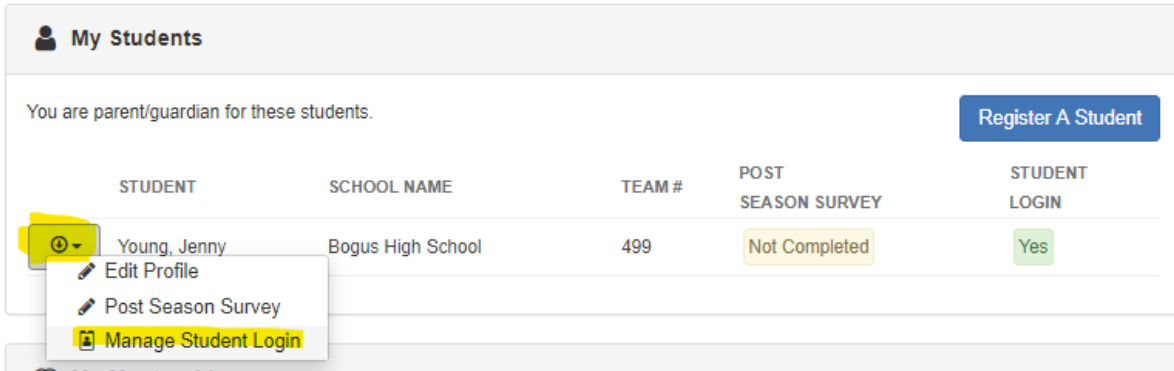 My Students
You are parent/guardian for these students.
Register A Student
STUDENT SCHOOL NAME TEAM # POST SEASON SURVEY STUDENT LOGIN
Young, Jenny Bogus High School 499 Not Completed Yes
Edit Profile
Post Season Survey
Manage Student Login